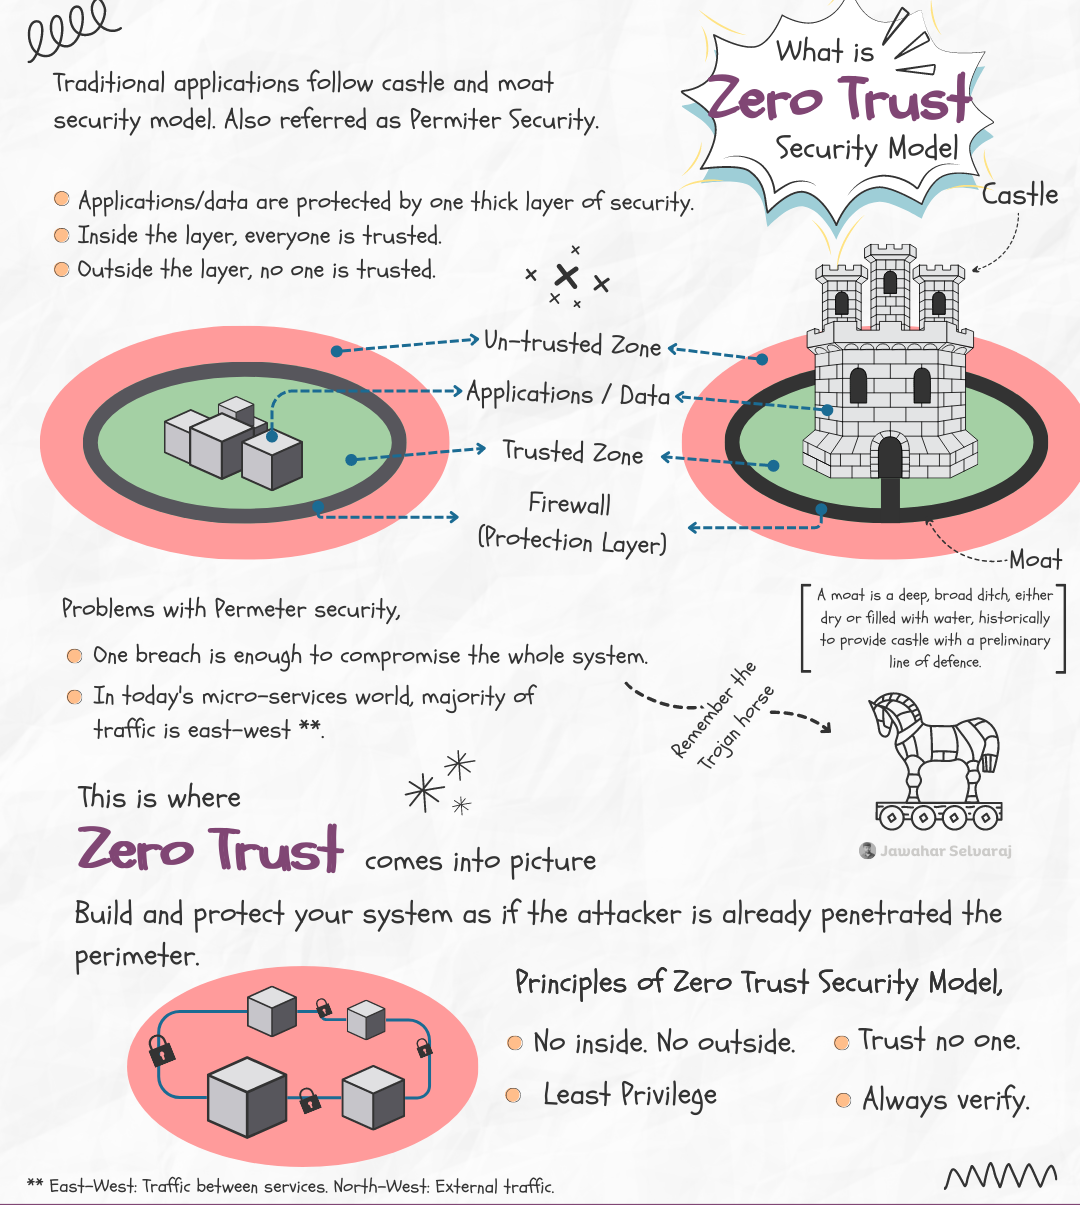 What is
Zero Trust
Security Model
Traditional applications follow castle and moat
security model. Also referred as Permiter Security.
Applications/data are protected by one thick layer of security.
Inside the layer, everyone is trusted.
Outside the layer, no one is trusted.
Castle
Un-trusted Zone
Applications / Data
Trusted Zone
Firewall
(Protection Layer)
Moat
A moat is a deep, broad ditch, either
dry or filled with water, historically
to provide castle with a preliminary
line of defence.
Problems with Permeter security,
One breach is enough to compromise the whole system.
In today's micro-services world, majority of
traffic is east-west **.
Remember the
Trojan horse
Jawahar Selvaraj
This is where
Zero Trust comes into picture
Build and protect your system as if the attacker is already penetrated the
perimeter.
Principles of Zero Trust Security Model,
No inside. No outside.
Trust no one.
Least Privilege
Always verify.
** East-West: Traffic between services. North-West: External traffic.